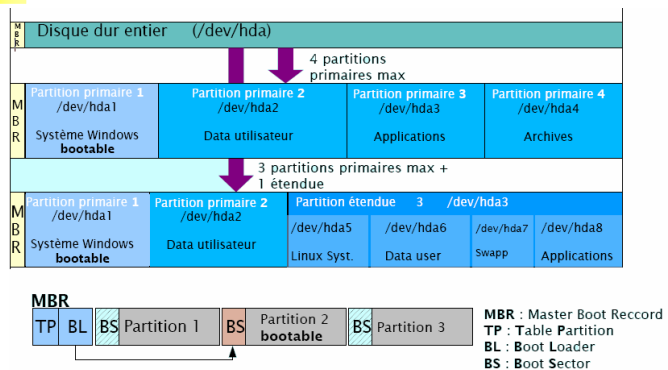 MBR
Disque dur entier (/dev/hda)
4 partitions
primaires max
MBR
Partition primaire 1
/dev/hda1
Système Windows
bootable
Partition primaire 2
/dev/hda2
Data utilisateur
Partition primaire 3
/dev/hda3
Applications
Partition primaire 4
/dev/hda4
Archives
3 partitions primaires max +
1 étendue
MBR
Partition primaire 1
/dev/hda1
Système Windows
bootable
Partition primaire 2
/dev/hda2
Data utilisateur
Partition étendue 3 /dev/hda3
/dev/hda5
Linux Syst.
/dev/hda6
Data user
/dev/hda7
Swapp
/dev/hda8
Applications
MBR
TP BL BS Partition 1 BS Partition 2 BS Partition 3
bootable
MBR : Master Boot Reccord
TP : Table Partition
BL : Boot Loader
BS : Boot Sector